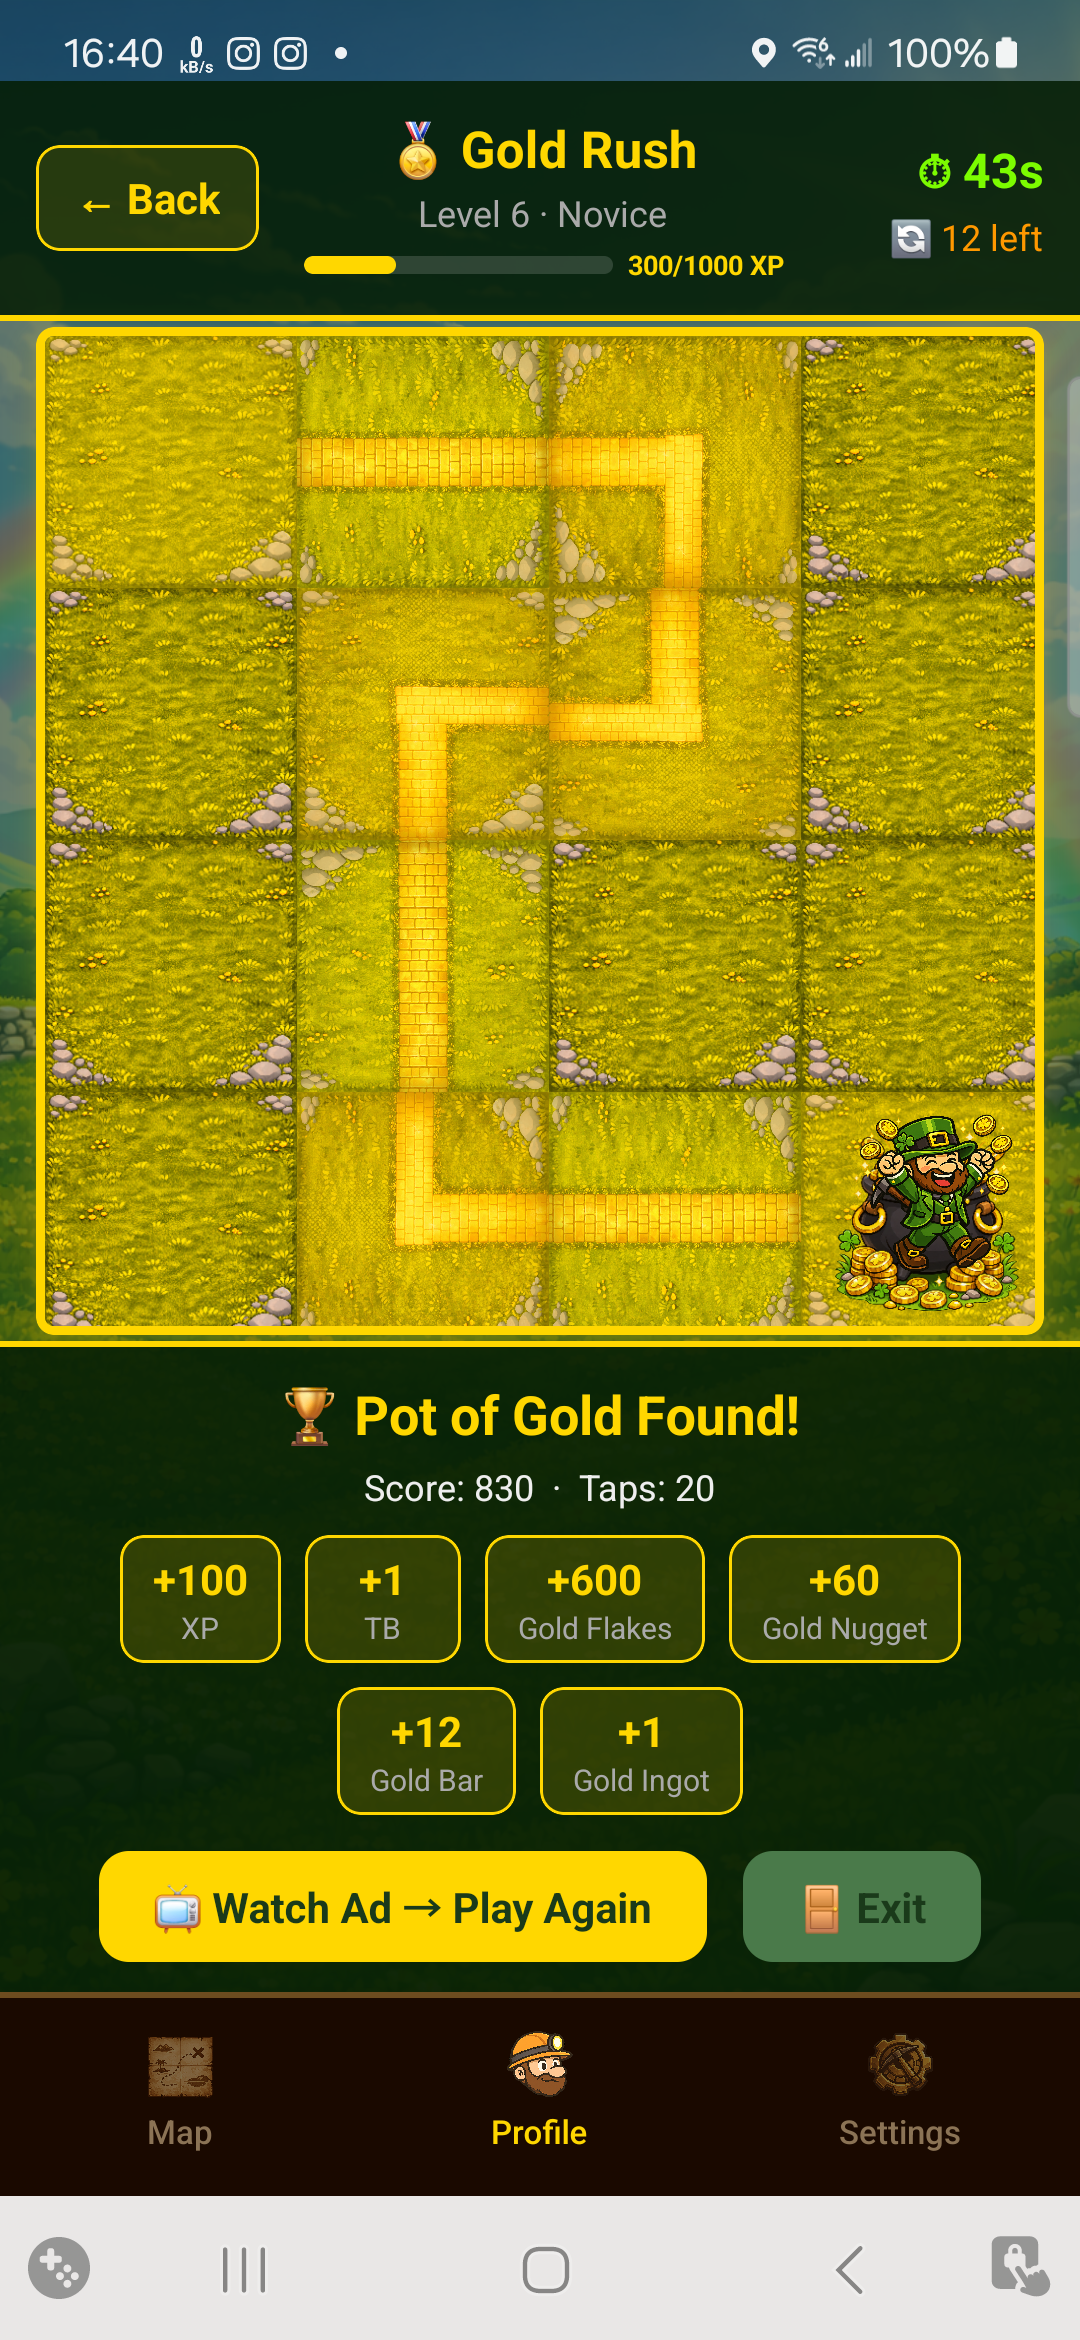 16:40 0 kB/s 100%
← Back
Gold Rush
Level 6 · Novice
300/1000 XP
43s
12 left
Pot of Gold Found!
Score: 830 · Taps: 20
+100 XP
+1 TB
+600 Gold Flakes
+60 Gold Nugget
+12 Gold Bar
+1 Gold Ingot
Watch Ad → Play Again
Exit
Map
Profile
Settings